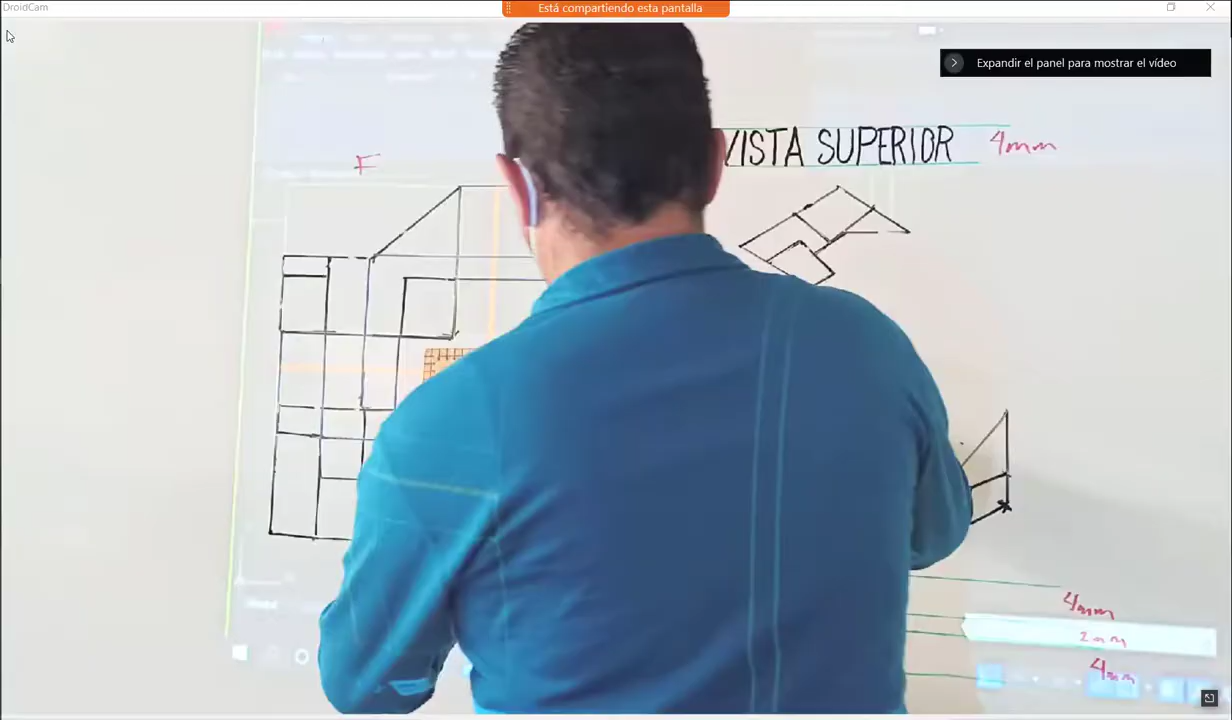 DroidCam
Está compartiendo esta pantalla
Expandir el panel para mostrar el vídeo
VISTA SUPERIOR
4mm
F
4mm
2mm
4mm